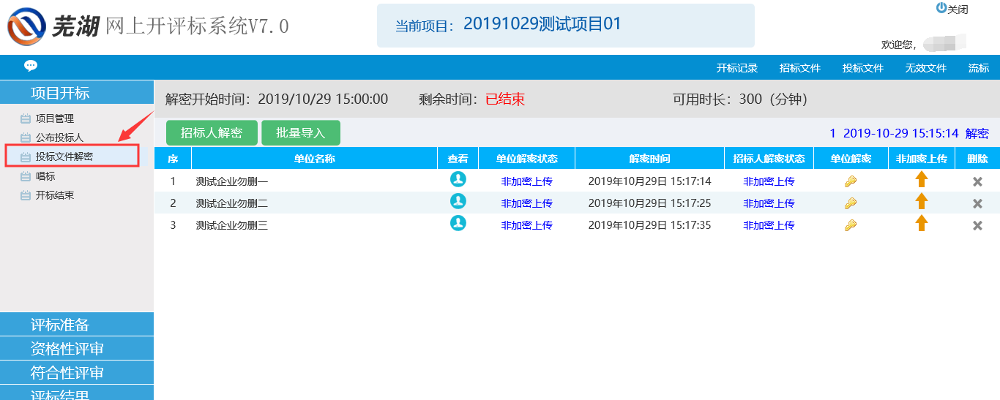 芜湖 网上开评标系统V7.0
当前项目： 20191029测试项目01
关闭
欢迎您，
开标记录 招标文件 投标文件 无效文件 流标
项目开标
项目管理
公布投标人
投标文件解密
唱标
开标结束
评标准备
资格性评审
符合性评审
评标结果
解密开始时间：2019/10/29 15:00:00 剩余时间：已结束 可用时长：300（分钟）
招标人解密 批量导入 1 2019-10-29 15:15:14 解密
序 单位名称 查看 单位解密状态 解密时间 招标人解密状态 单位解密 非加密上传 删除
1 测试企业勿删一 非加密上传 2019年10月29日 15:17:14 非加密上传
2 测试企业勿删二 非加密上传 2019年10月29日 15:17:25 非加密上传
3 测试企业勿删三 非加密上传 2019年10月29日 15:17:35 非加密上传